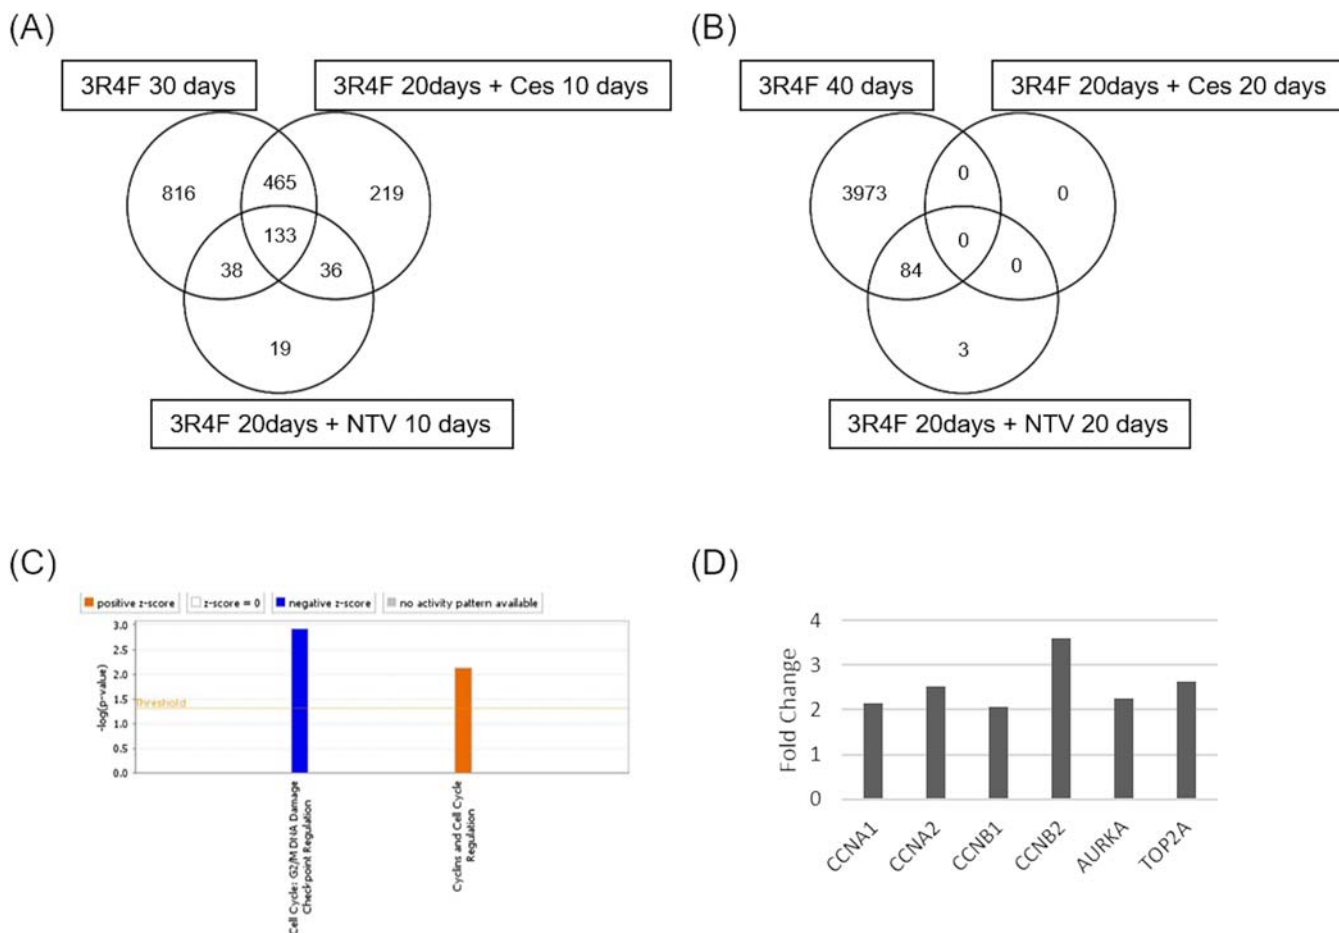 (A)
3R4F 30 days
3R4F 20days + Ces 10 days
816
465
219
133
38
36
19
3R4F 20days + NTV 10 days
(B)
3R4F 40 days
3R4F 20days + Ces 20 days
3973
0
0
0
84
0
3
3R4F 20days + NTV 20 days
(C)
positive z-score
z-score = 0
negative z-score
no activity pattern available
-log(p-value)
3.0
2.5
2.0
1.5
Threshold
1.0
0.5
0.0
Cell Cycle: G2/M DNA Damage
Checkpoint Regulation
Cyclins and Cell Cycle
Regulation
(D)
Fold Change
4
3
2
1
0
CCNA1
CCNA2
CCNB1
CCNB2
AURKA
TOP2A